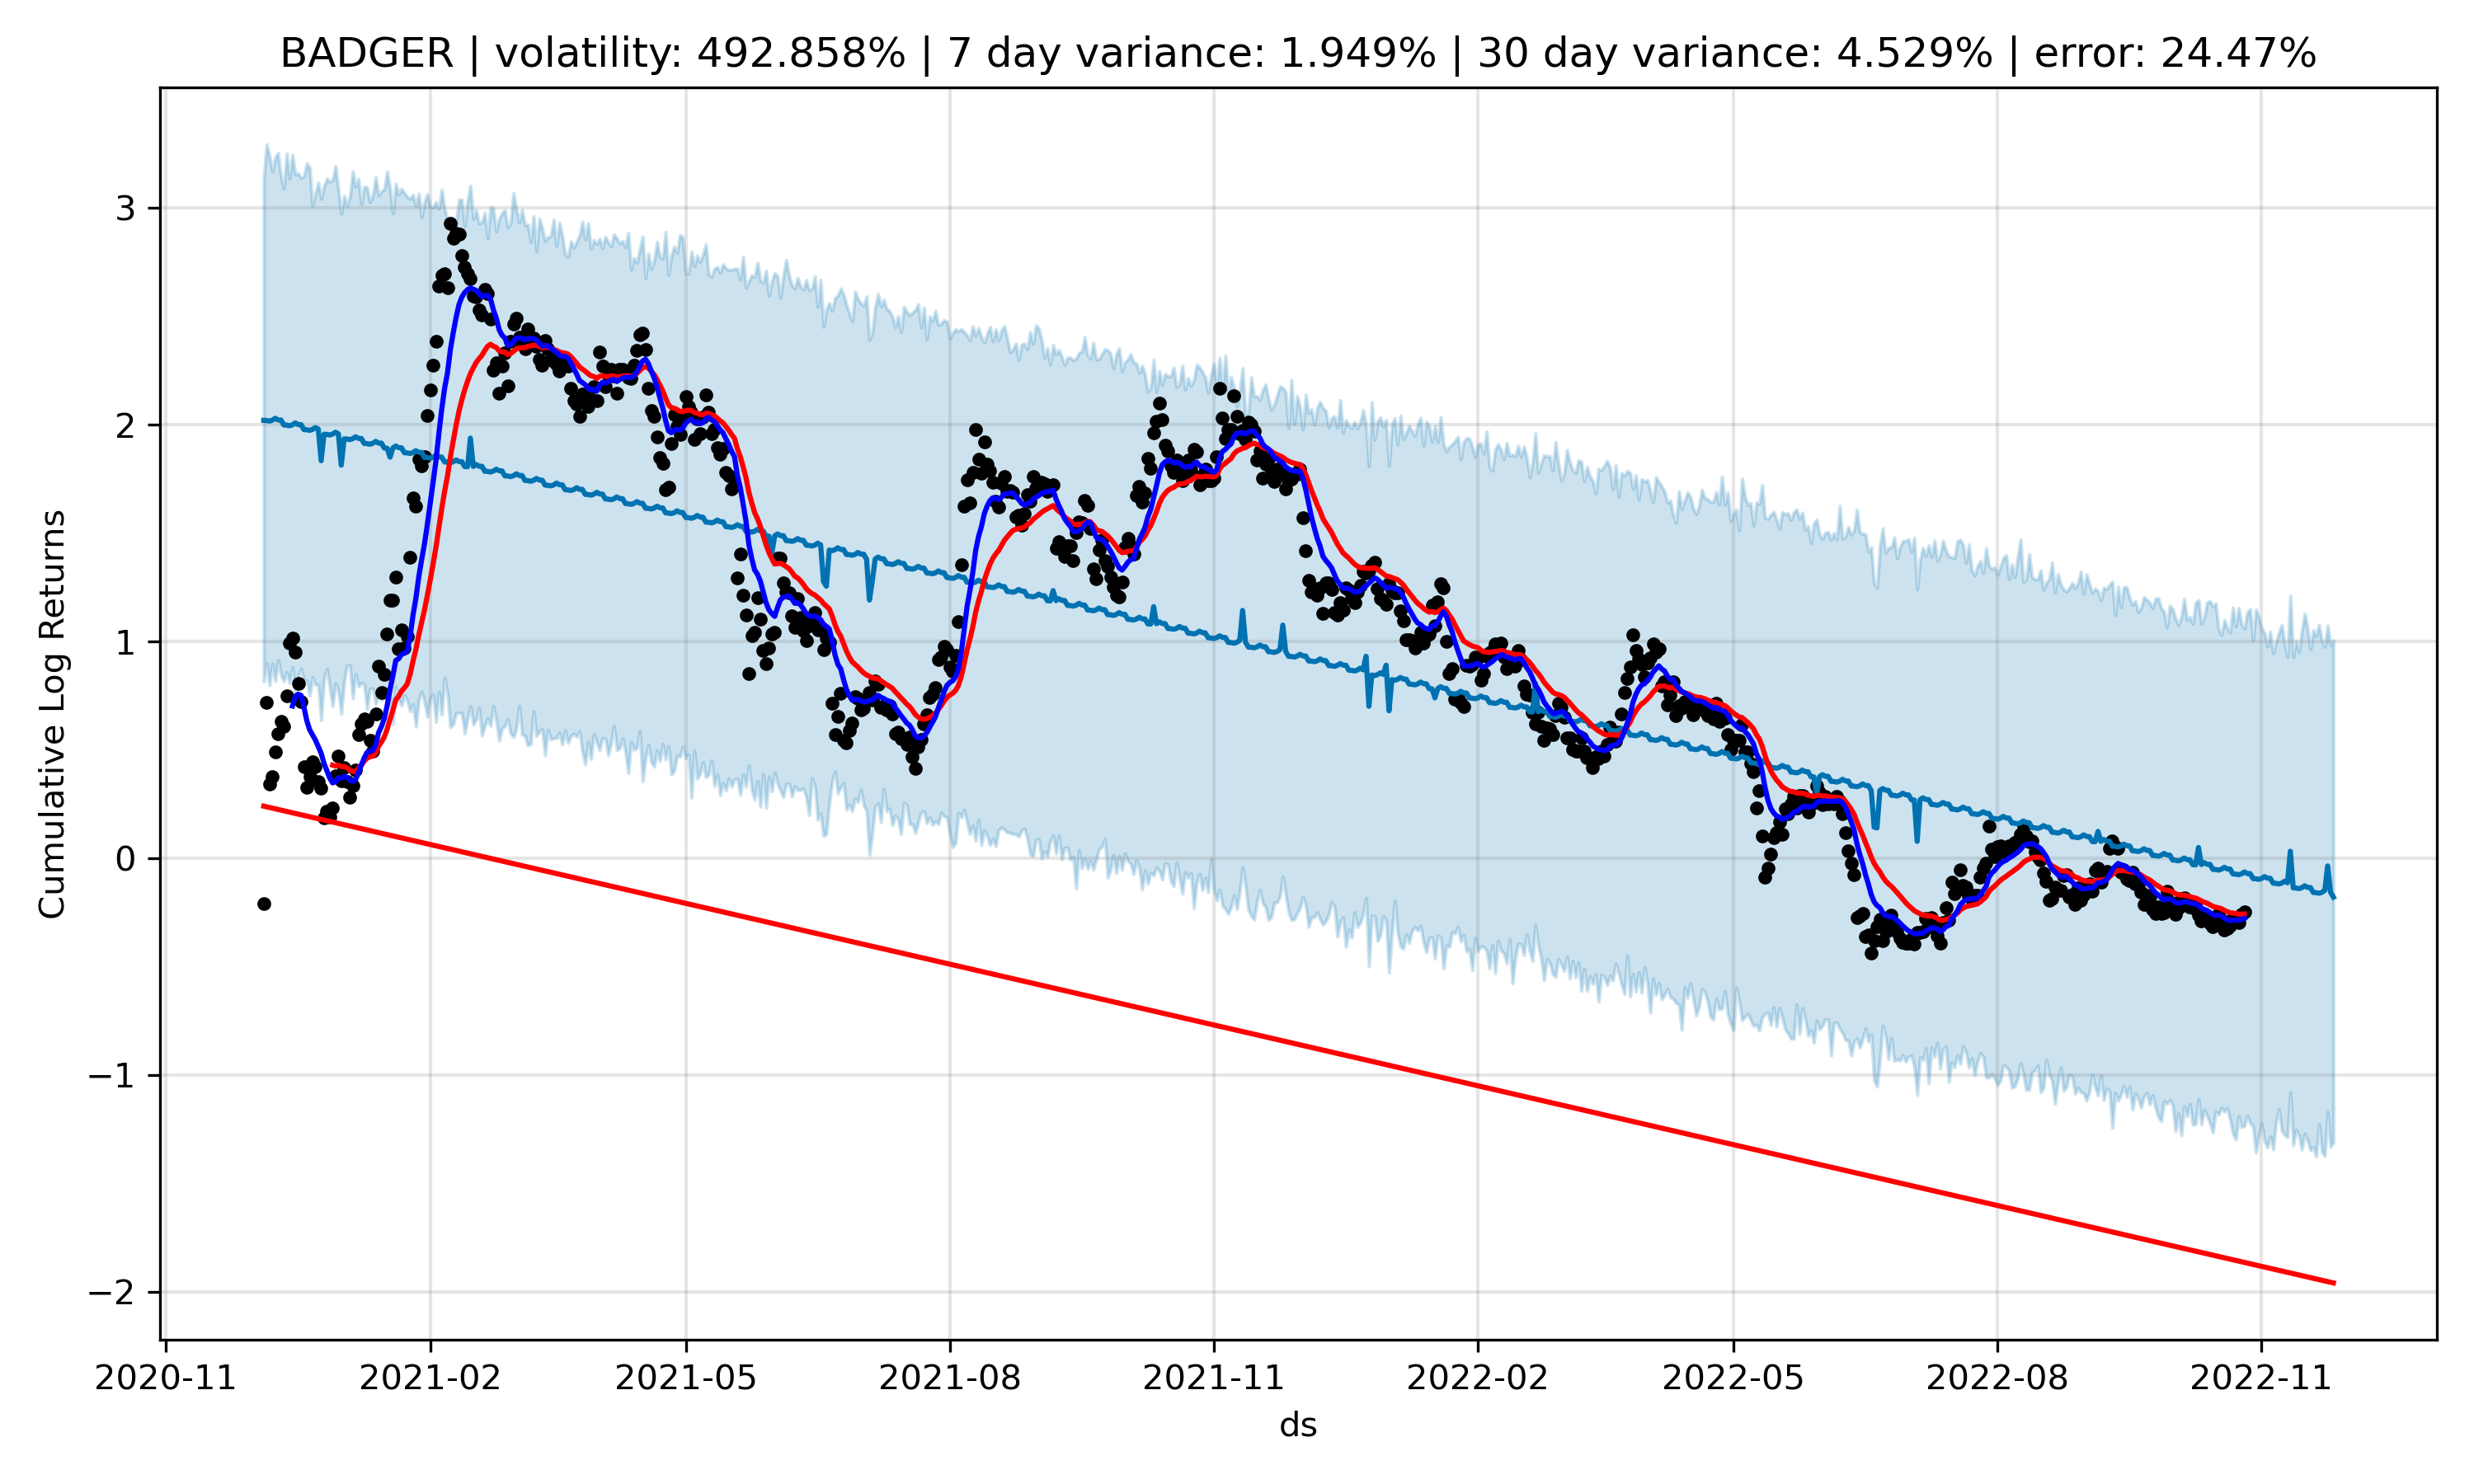 BADGER | volatility: 492.858% | 7 day variance: 1.949% | 30 day variance: 4.529% | error: 24.47%
Cumulative Log Returns
3
2
1
0
−1
−2
2020-11 2021-02 2021-05 2021-08 2021-11 2022-02 2022-05 2022-08 2022-11
ds